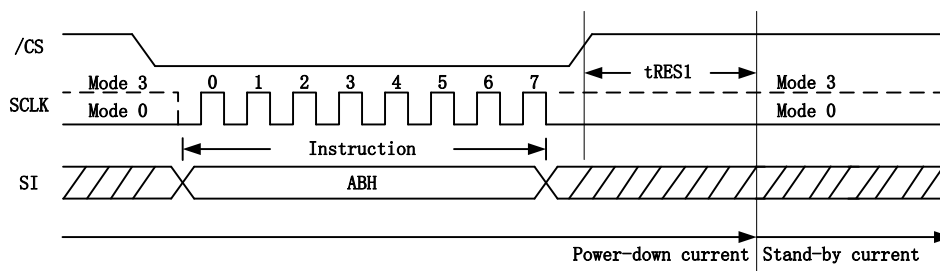 /CS
tRES1
Mode 3 0 1 2 3 4 5 6 7 Mode 3
SCLK
Mode 0 Mode 0
Instruction
SI ABH
Power-down current Stand-by current